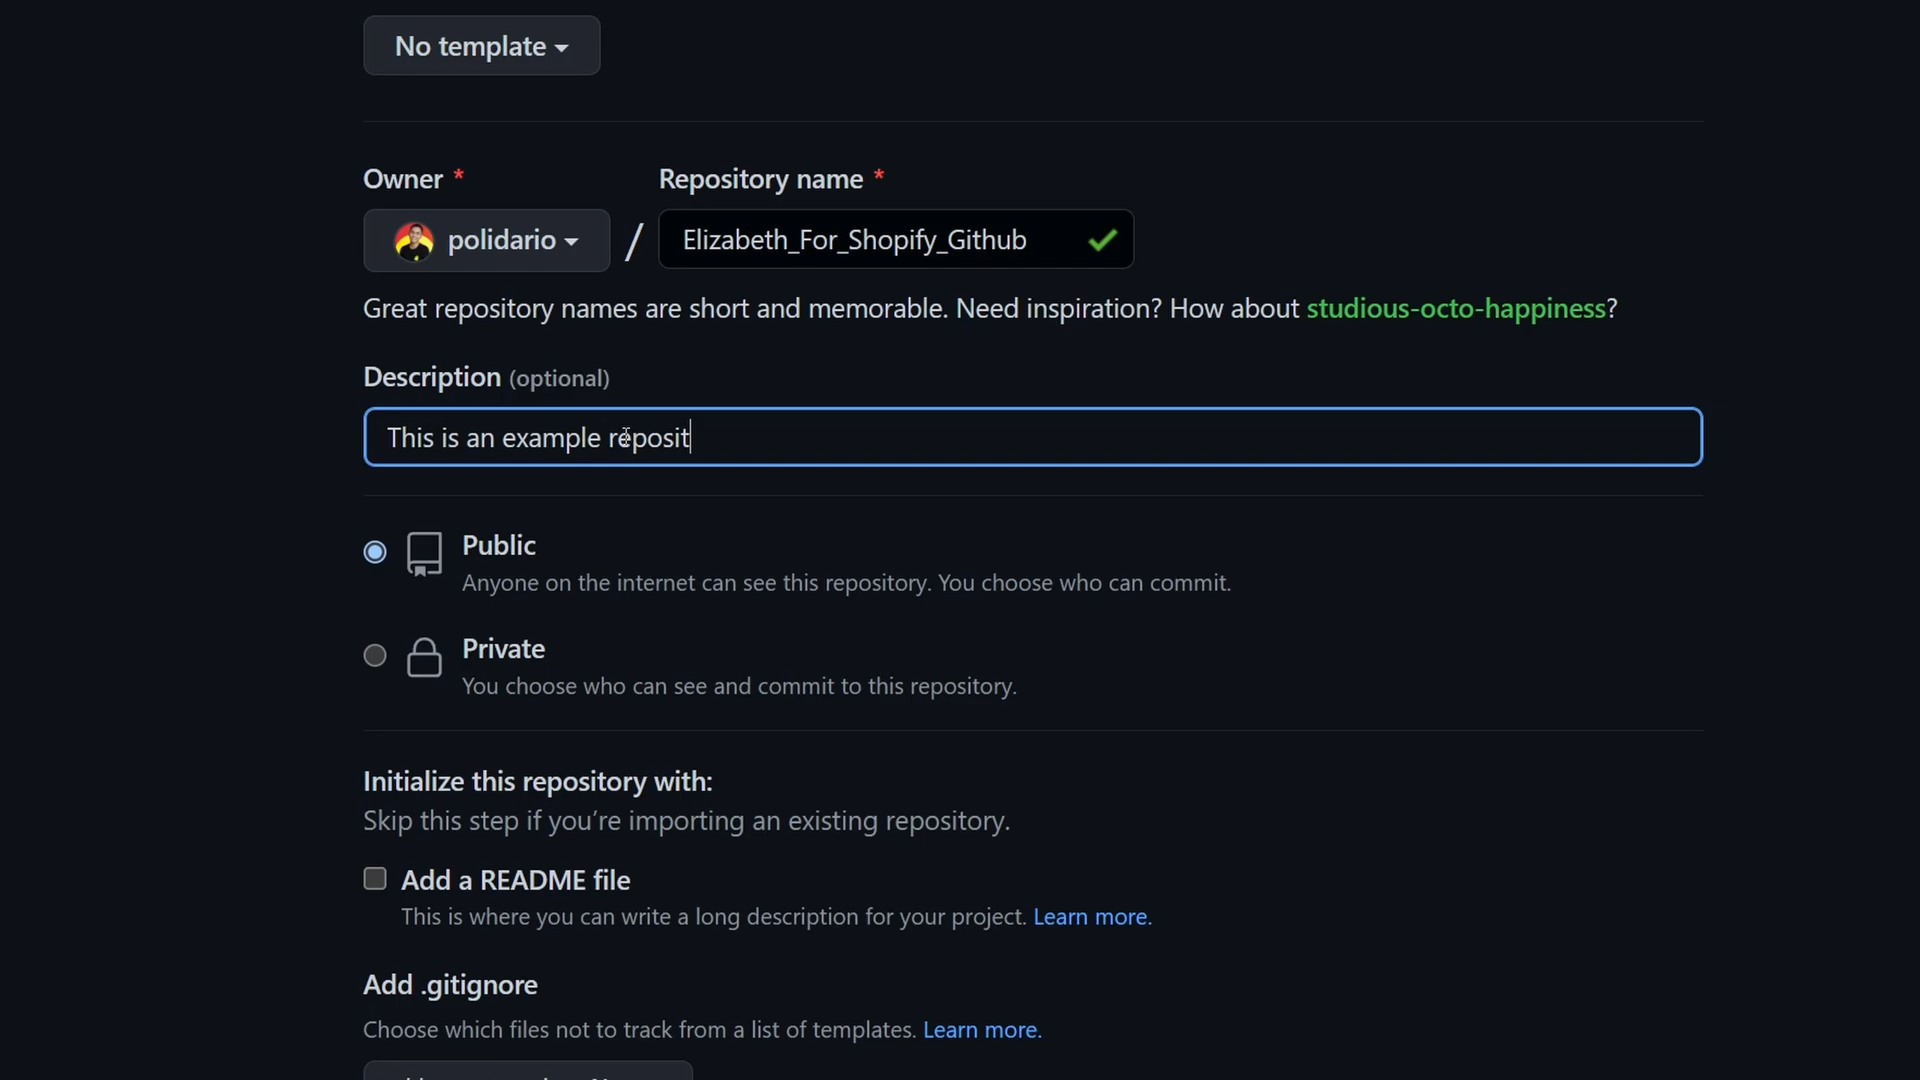 No template
Owner *
Repository name *
polidario
/
Elizabeth_For_Shopify_Github
Great repository names are short and memorable. Need inspiration? How about studious-octo-happiness?
Description (optional)
This is an example reposit
Public
Anyone on the internet can see this repository. You choose who can commit.
Private
You choose who can see and commit to this repository.
Initialize this repository with:
Skip this step if you’re importing an existing repository.
Add a README file
This is where you can write a long description for your project. Learn more.
Add .gitignore
Choose which files not to track from a list of templates. Learn more.